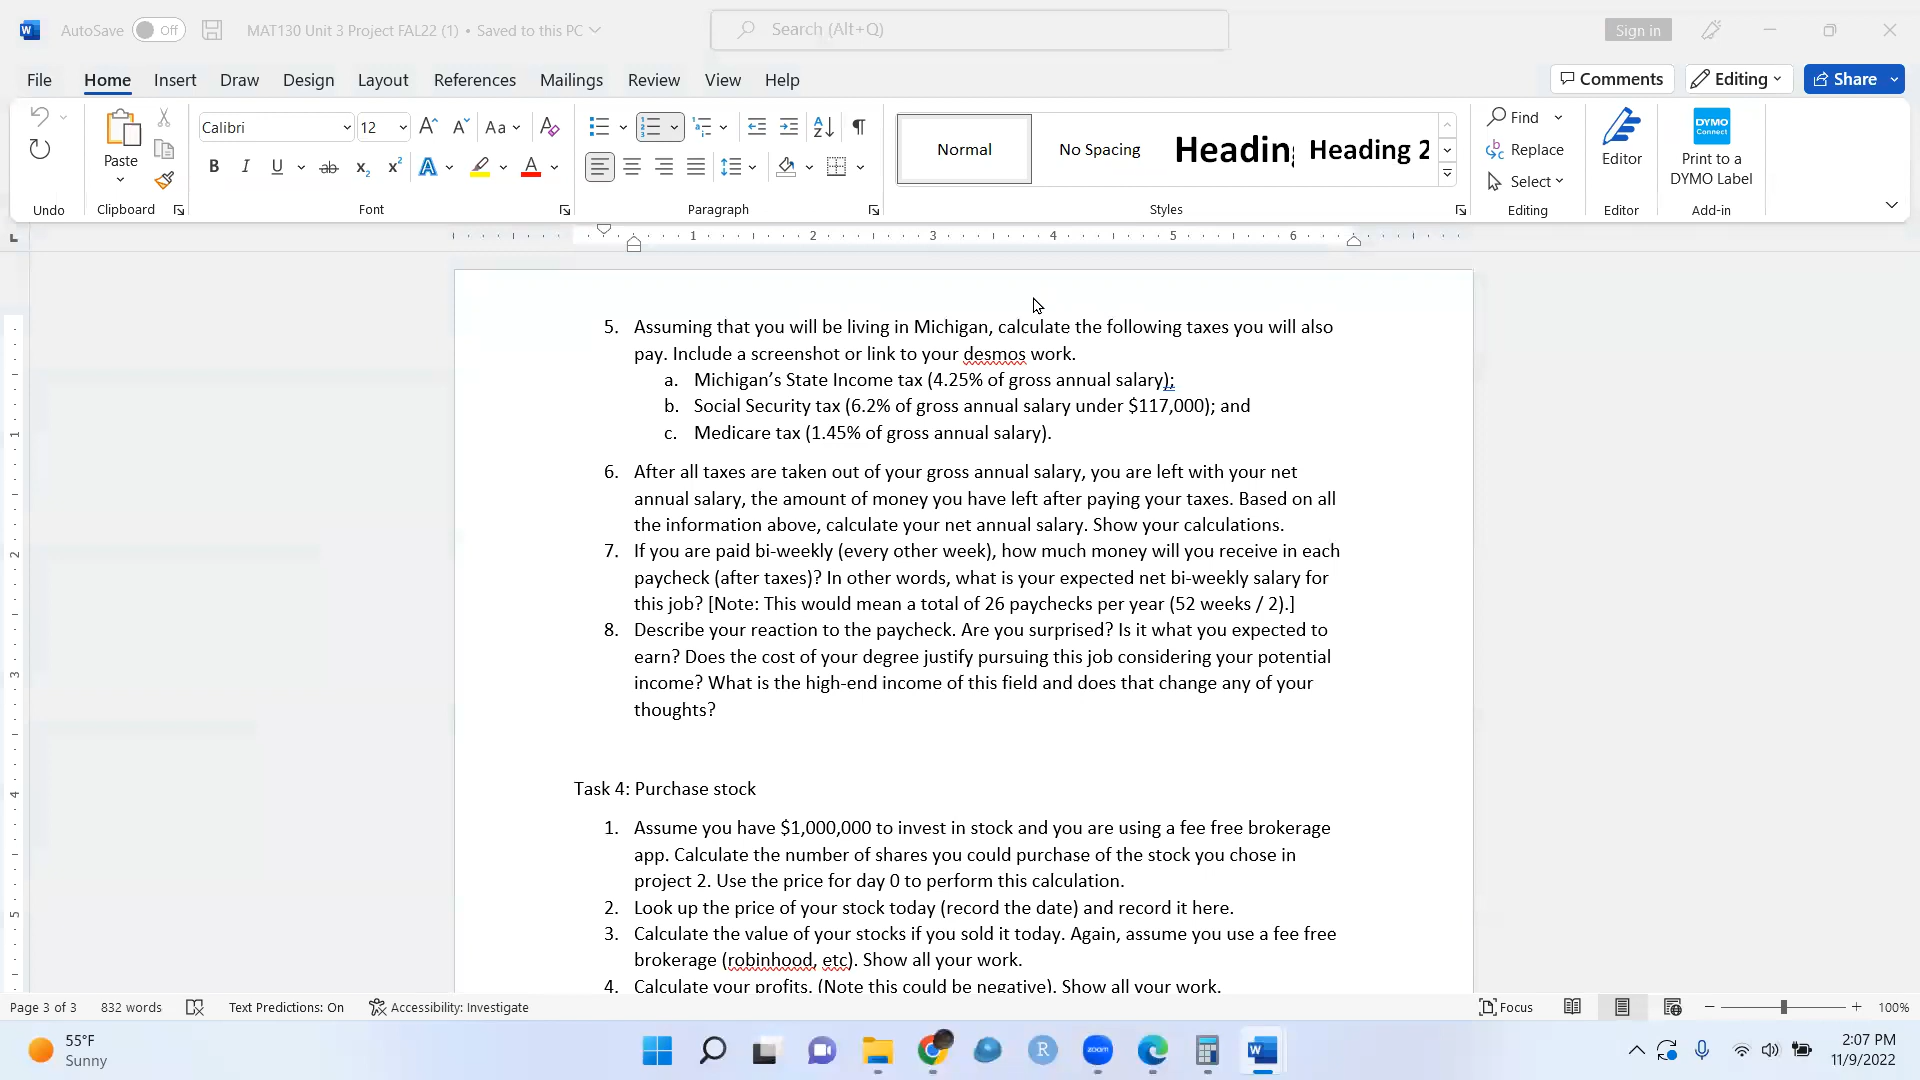 AutoSave Off MAT130 Unit 3 Project FAL22 (1) • Saved to this PC Search (Alt+Q) Sign in
File Home Insert Draw Design Layout References Mailings Review View Help Comments Editing Share
Calibri 12 Aa
Paste
B I U ab x₂ x² A A
Normal No Spacing Heading Heading 2
Find
Replace
Select
Editor
DYMO Connect
Print to a
DYMO Label
Undo Clipboard Font Paragraph Styles Editing Editor Add-in
1 2 3 4 5 6
5. Assuming that you will be living in Michigan, calculate the following taxes you will also
pay. Include a screenshot or link to your desmos work.
a. Michigan’s State Income tax (4.25% of gross annual salary);
b. Social Security tax (6.2% of gross annual salary under $117,000); and
c. Medicare tax (1.45% of gross annual salary).
6. After all taxes are taken out of your gross annual salary, you are left with your net
annual salary, the amount of money you have left after paying your taxes. Based on all
the information above, calculate your net annual salary. Show your calculations.
7. If you are paid bi-weekly (every other week), how much money will you receive in each
paycheck (after taxes)? In other words, what is your expected net bi-weekly salary for
this job? [Note: This would mean a total of 26 paychecks per year (52 weeks / 2).]
8. Describe your reaction to the paycheck. Are you surprised? Is it what you expected to
earn? Does the cost of your degree justify pursuing this job considering your potential
income? What is the high-end income of this field and does that change any of your
thoughts?
Task 4: Purchase stock
1. Assume you have $1,000,000 to invest in stock and you are using a fee free brokerage
app. Calculate the number of shares you could purchase of the stock you chose in
project 2. Use the price for day 0 to perform this calculation.
2. Look up the price of your stock today (record the date) and record it here.
3. Calculate the value of your stocks if you sold it today. Again, assume you use a fee free
brokerage (robinhood, etc). Show all your work.
4. Calculate your profits. (Note this could be negative). Show all your work.
1
2
3
4
5
Page 3 of 3 832 words Text Predictions: On Accessibility: Investigate Focus 100%
55°F
Sunny
zoom
2:07 PM
11/9/2022